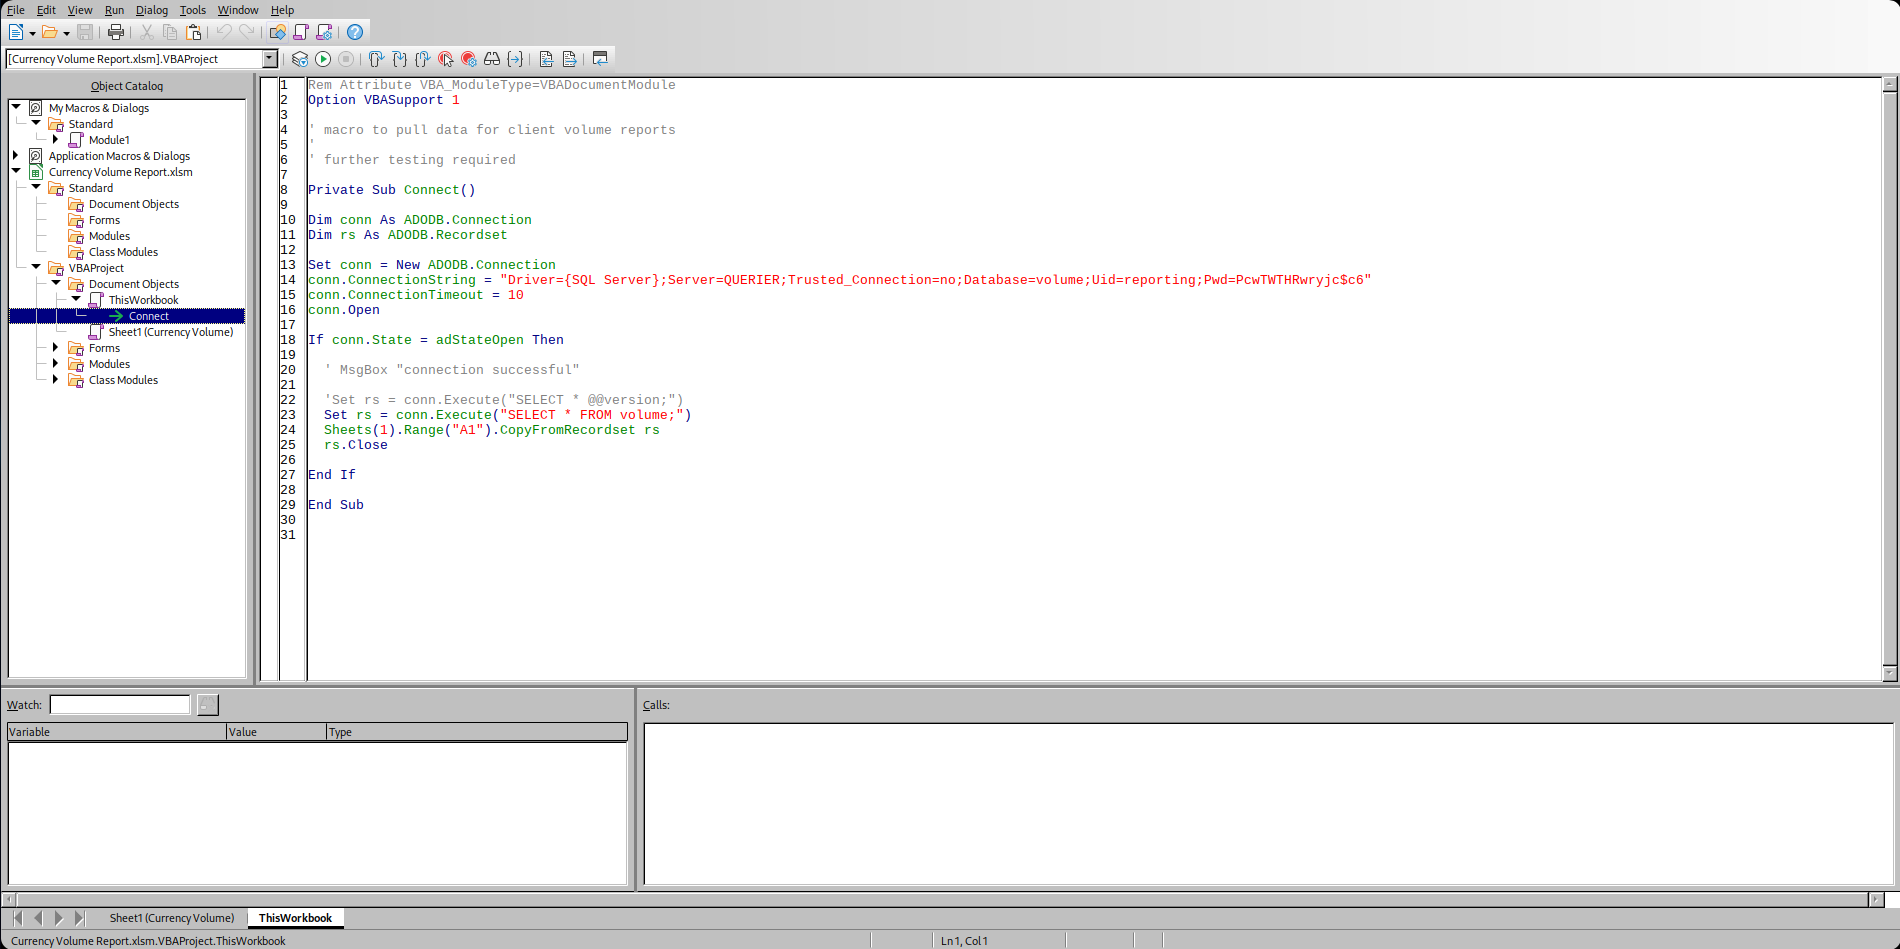 File Edit View Run Dialog Tools Window Help
[Currency Volume Report.xlsm].VBAProject
Object Catalog
My Macros & Dialogs
Standard
Module1
Application Macros & Dialogs
Currency Volume Report.xlsm
Standard
Document Objects
Forms
Modules
Class Modules
VBAProject
Document Objects
ThisWorkbook
Connect
Sheet1 (Currency Volume)
Forms
Modules
Class Modules
1 Rem Attribute VBA_ModuleType=VBADocumentModule
2 Option VBASupport 1
3
4 ' macro to pull data for client volume reports
5 '
6 ' further testing required
7
8 Private Sub Connect()
9
10 Dim conn As ADODB.Connection
11 Dim rs As ADODB.Recordset
12
13 Set conn = New ADODB.Connection
14 conn.ConnectionString = "Driver={SQL Server};Server=QUERIER;Trusted_Connection=no;Database=volume;Uid=reporting;Pwd=PcwTWTHRwryjc$c6"
15 conn.ConnectionTimeout = 10
16 conn.Open
17
18 If conn.State = adStateOpen Then
19
20 ' MsgBox "connection successful"
21
22 'Set rs = conn.Execute("SELECT * @@version;")
23 Set rs = conn.Execute("SELECT * FROM volume;")
24 Sheets(1).Range("A1").CopyFromRecordset rs
25 rs.Close
26
27 End If
28
29 End Sub
30
31
Watch:
Variable Value Type
Calls:
Sheet1 (Currency Volume) ThisWorkbook
Currency Volume Report.xlsm.VBAProject.ThisWorkbook Ln 1, Col 1